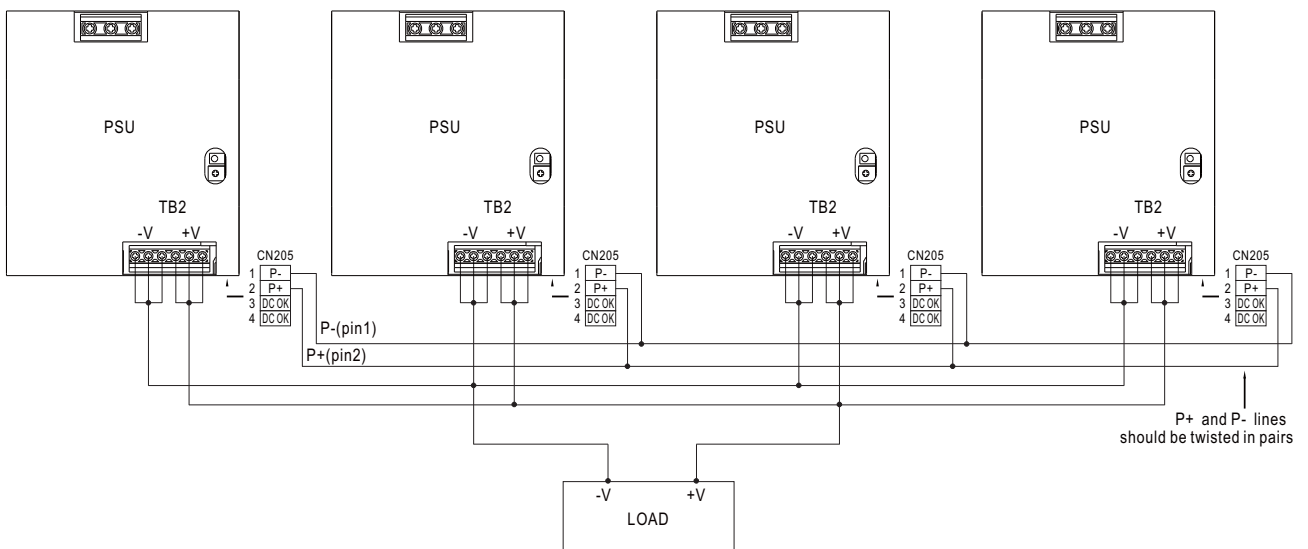 PSU PSU PSU PSU
TB2 TB2 TB2 TB2
-V +V -V +V -V +V -V +V
CN205 CN205 CN205 CN205
1 P- 1 P- 1 P- 1 P-
2 P+ 2 P+ 2 P+ 2 P+
3 DC OK 3 DC OK 3 DC OK 3 DC OK
4 DC OK 4 DC OK 4 DC OK 4 DC OK
P-(pin1)
P+(pin2)
P+ and P- lines
should be twisted in pairs
-V +V
LOAD